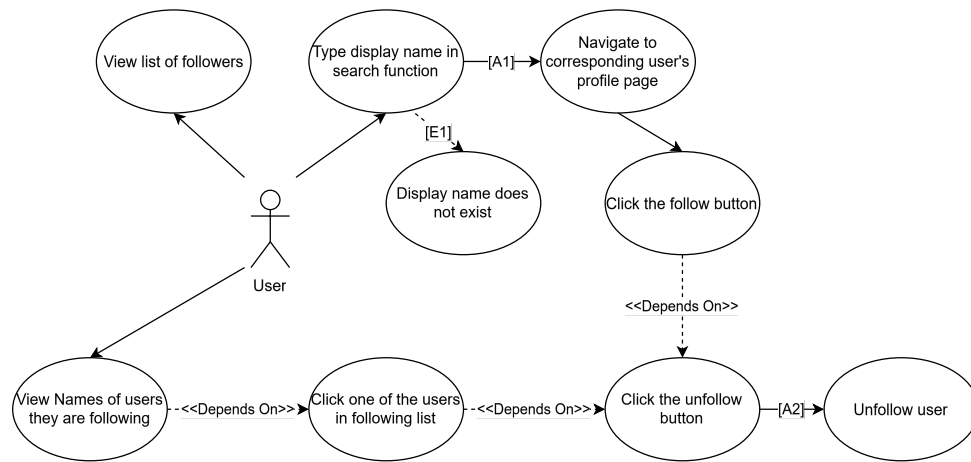 View list of followers
Type display name in
search function
[A1]
Navigate to
corresponding user's
profile page
[E1]
Display name does
not exist
Click the follow button
User
<<Depends On>>
View Names of users
they are following
<<Depends On>>
Click one of the users
in following list
<<Depends On>>
Click the unfollow
button
[A2]
Unfollow user